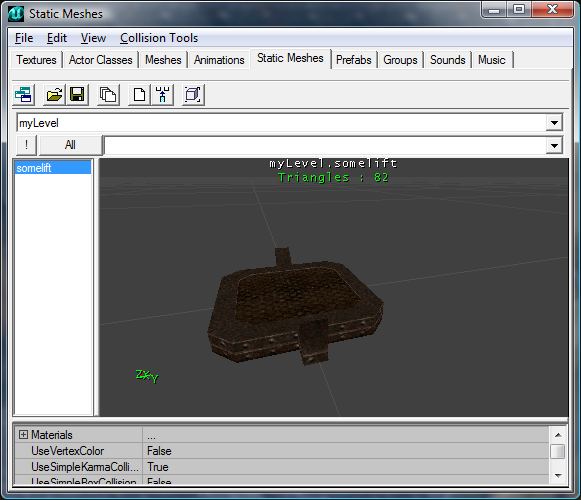 Static Meshes
File Edit View Collision Tools
Textures Actor Classes Meshes Animations Static Meshes Prefabs Groups Sounds Music
myLevel
! All
somelift
myLevel.somelift
Triangles : 82
ZX Y
Materials ...
UseVertexColor False
UseSimpleKarmaColli... True
UseSimpleBoxCollision False